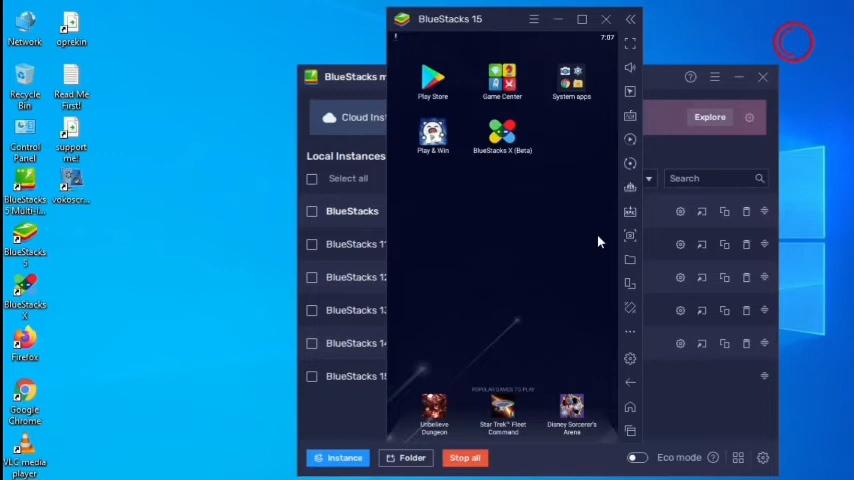 BlueStacks 15
7:07
Network
oprekin
Recycle
Bin
Read Me
First!
Control
Panel
support
me!
BlueStacks
5 Multi-I...
vokoscr...
BlueStacks
5
BlueStacks
X
Firefox
Google
Chrome
VLC media
player
BlueStacks m
Cloud Inst
Explore
Local Instances
Select all
Search
BlueStacks
BlueStacks 11
BlueStacks 12
BlueStacks 13
BlueStacks 14
BlueStacks 15
Play Store
Game Center
System apps
Play & Win
BlueStacks X (Beta)
POPULAR GAMES TO PLAY
Unbelieve
Dungeon
Star Trek™ Fleet
Command
Disney Sorcerer's
Arena
Instance
Folder
Stop all
Eco mode